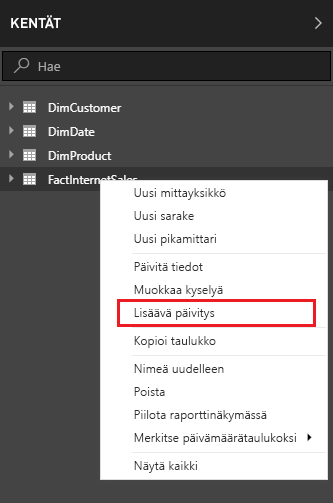 KENTÄT
Hae
DimCustomer
DimDate
DimProduct
FactInternetSales
Uusi mittayksikkö
Uusi sarake
Uusi pikamittari
Päivitä tiedot
Muokkaa kyselyä
Lisäävä päivitys
Kopioi taulukko
Nimeä uudelleen
Poista
Piilota raporttinäkymässä
Merkitse päivämäärätaulukoksi
Näytä kaikki